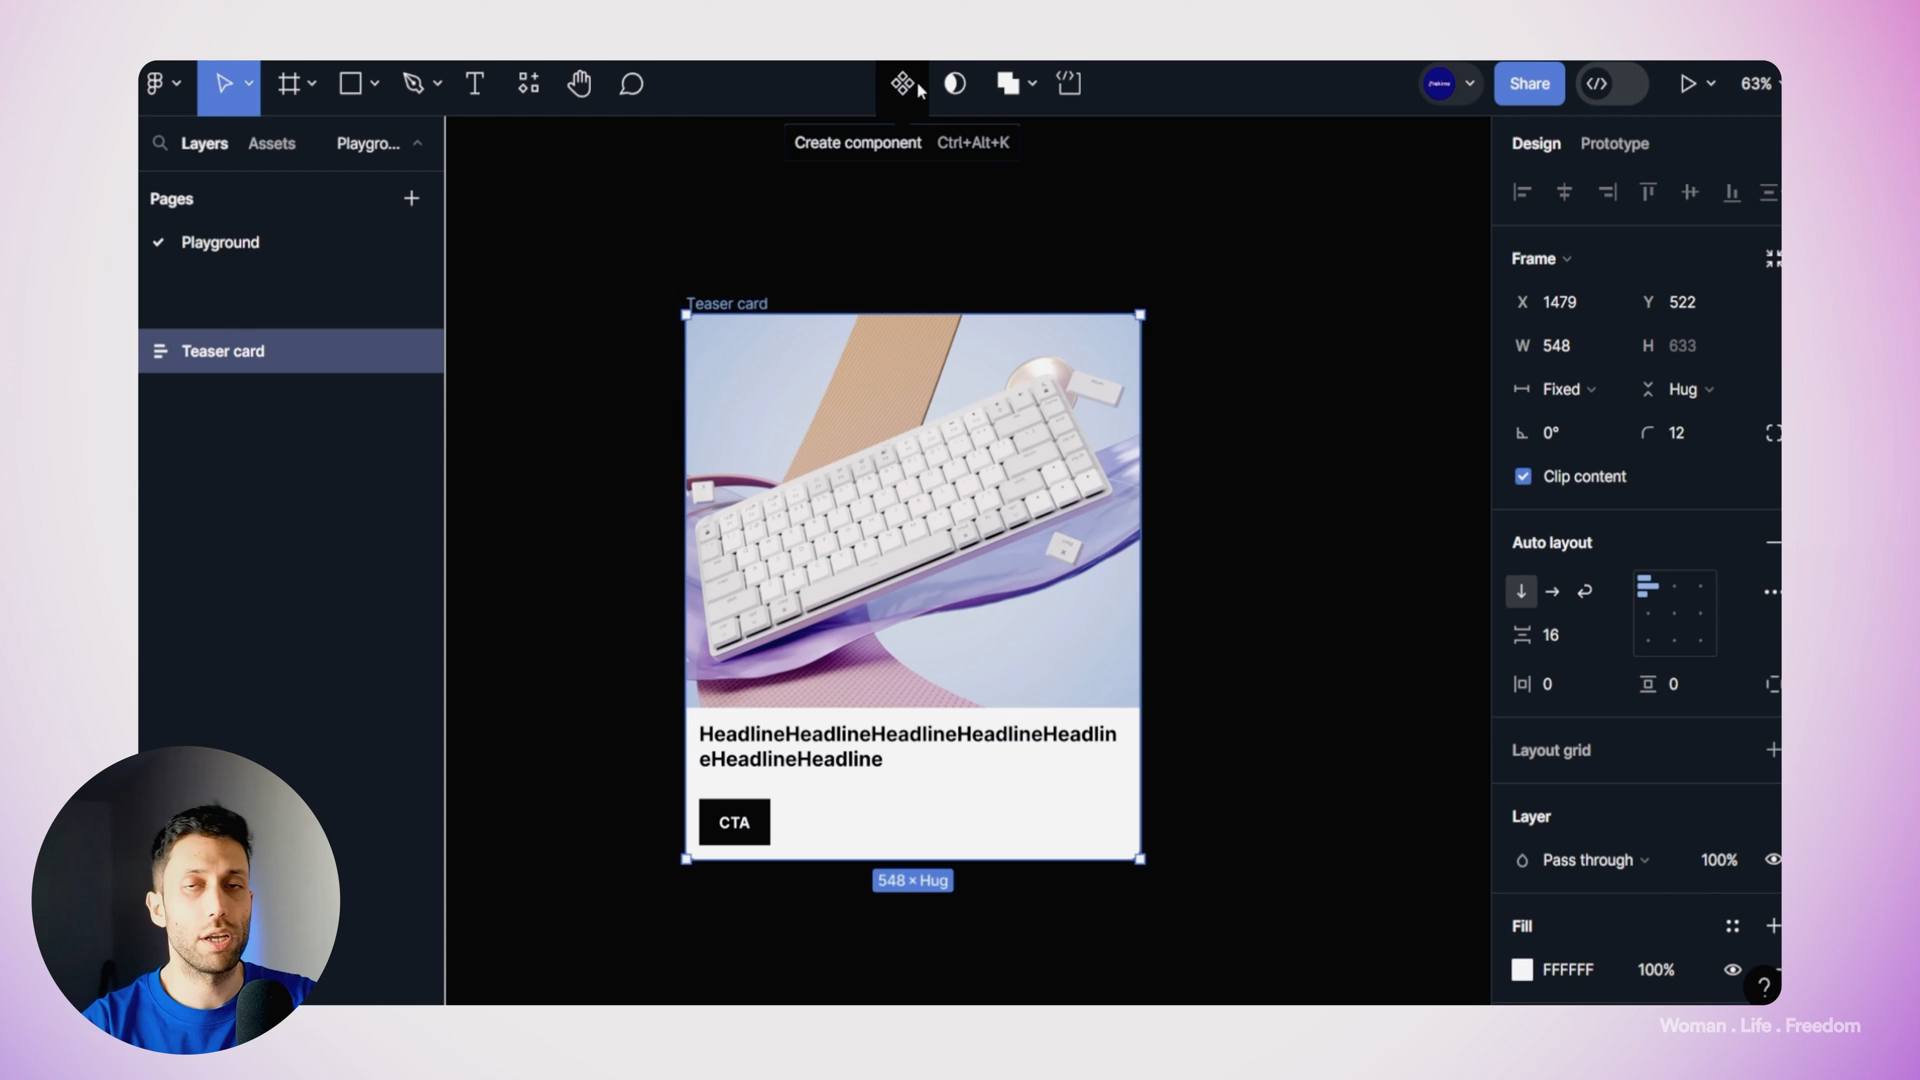 Share
63%
Layers
Assets
Playgro...
Create component Ctrl+Alt+K
Design
Prototype
Pages
Playground
Teaser card
Teaser card
HeadlineHeadlineHeadlineHeadlineHeadlin
eHeadlineHeadline
CTA
548 × Hug
Frame
X 1479
Y 522
W 548
H 633
Fixed
Hug
0°
12
Clip content
Auto layout
16
0
0
Layout grid
Layer
Pass through
100%
Fill
FFFFFF
100%
?
Woman . Life . Freedom